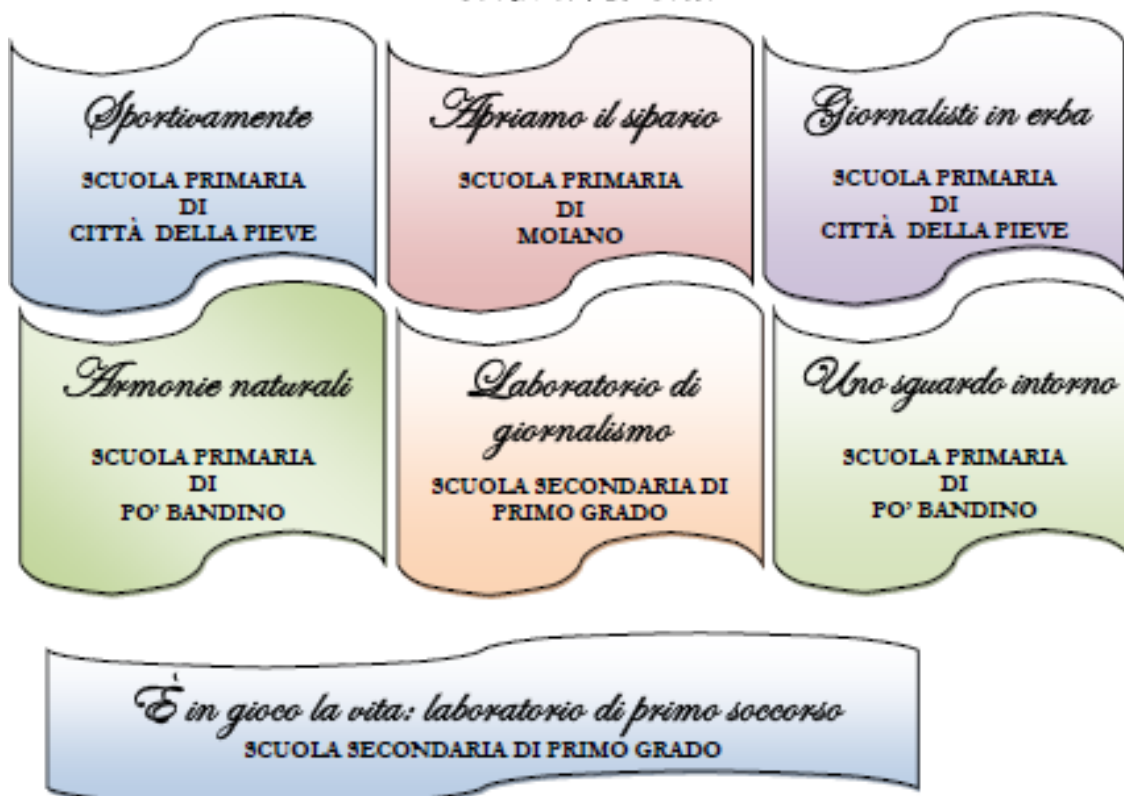 Sportivamente
SCUOLA PRIMARIA
DI
CITTÀ DELLA PIEVE
Apriamo il sipario
SCUOLA PRIMARIA
DI
MOIANO
Giornalisti in erba
SCUOLA PRIMARIA
DI
CITTÀ DELLA PIEVE
Armonie naturali
SCUOLA PRIMARIA
DI
PO' BANDINO
Laboratorio di
giornalismo
SCUOLA SECONDARIA DI
PRIMO GRADO
Uno sguardo intorno
SCUOLA PRIMARIA
DI
PO' BANDINO
È in gioco la vita: laboratorio di primo soccorso
SCUOLA SECONDARIA DI PRIMO GRADO